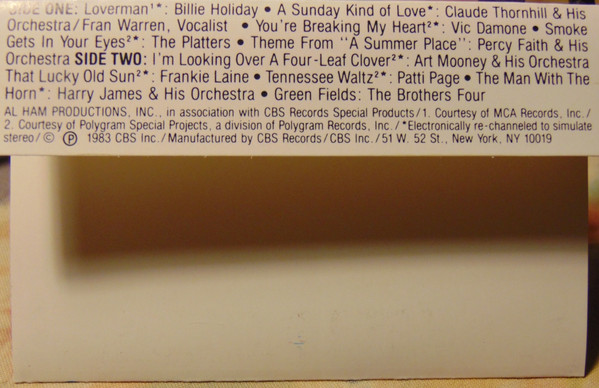 SIDE ONE: Loverman¹*: Billie Holiday • A Sunday Kind of Love*: Claude Thornhill & His
Orchestra/Fran Warren, Vocalist • You're Breaking My Heart²*: Vic Damone • Smoke
Gets In Your Eyes²*: The Platters • Theme From "A Summer Place": Percy Faith & His
Orchestra SIDE TWO: I'm Looking Over A Four-Leaf Clover²*: Art Mooney & His Orchestra
That Lucky Old Sun²*: Frankie Laine • Tennessee Waltz²*: Patti Page • The Man With The
Horn*: Harry James & His Orchestra • Green Fields: The Brothers Four
AL HAM PRODUCTIONS, INC., in association with CBS Records Special Products/1. Courtesy of MCA Records, Inc./
2. Courtesy of Polygram Special Projects, a division of Polygram Records, Inc./*Electronically re-channeled to simulate
stereo/© ℗ 1983 CBS Inc./Manufactured by CBS Records/CBS Inc./51 W. 52 St., New York, NY 10019